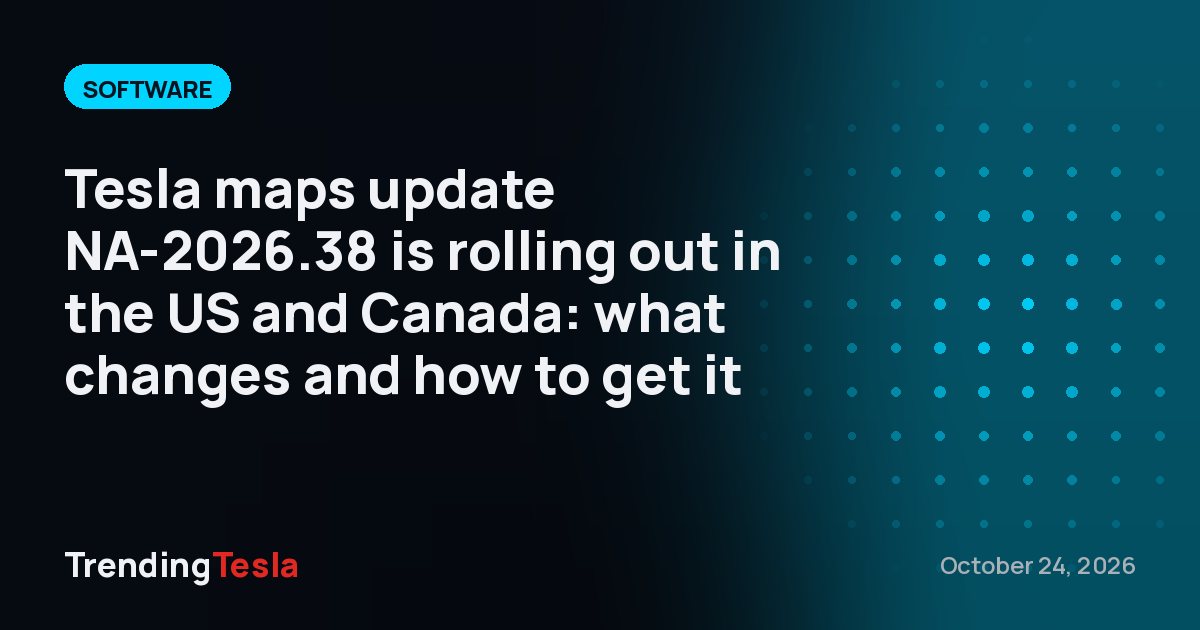 SOFTWARE
Tesla maps update
NA-2026.38 is rolling out in
the US and Canada: what
changes and how to get it
TrendingTesla
October 24, 2026